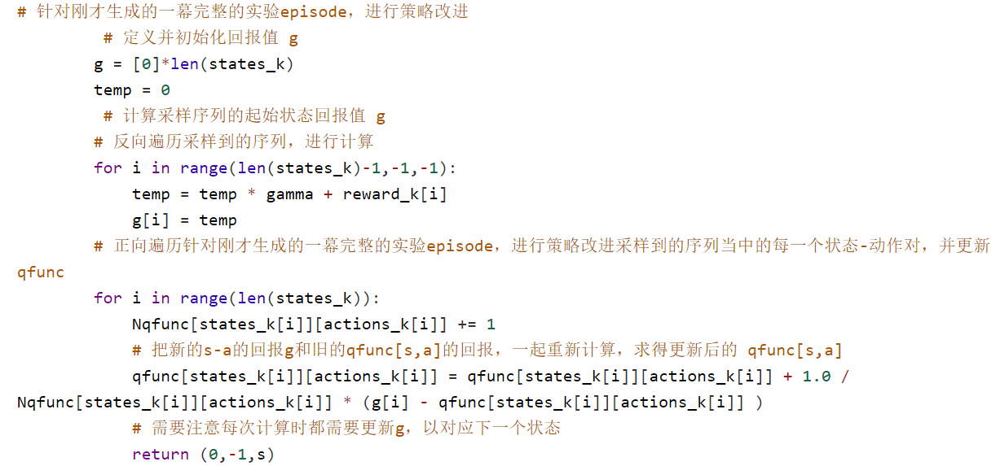 # 针对刚才生成的一幕完整的实验episode，进行策略改进
# 定义并初始化回报值 g
g = [0]*len(states_k)
temp = 0
# 计算采样序列的起始状态回报值 g
# 反向遍历采样到的序列，进行计算
for i in range(len(states_k)-1,-1,-1):
temp = temp * gamma + reward_k[i]
g[i] = temp
# 正向遍历针对刚才生成的一幕完整的实验episode，进行策略改进采样到的序列当中的每一个状态-动作对，并更新
qfunc
for i in range(len(states_k)):
Nqfunc[states_k[i]][actions_k[i]] += 1
# 把新的s-a的回报g和旧的qfunc[s,a]的回报，一起重新计算，求得更新后的 qfunc[s,a]
qfunc[states_k[i]][actions_k[i]] = qfunc[states_k[i]][actions_k[i]] + 1.0 /
Nqfunc[states_k[i]][actions_k[i]] * (g[i] - qfunc[states_k[i]][actions_k[i]] )
# 需要注意每次计算时都需要更新g，以对应下一个状态
return (0,-1,s)